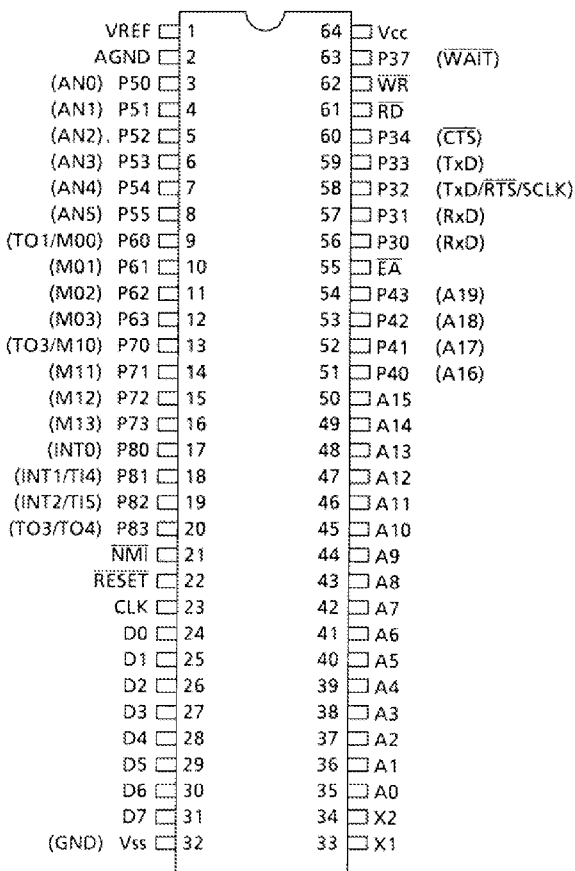 VREF 1 64 Vcc
AGND 2 63 P37 (W̅A̅I̅T̅)
(AN0) P50 3 62 W̅R̅
(AN1) P51 4 61 R̅D̅
(AN2). P52 5 60 P34 (C̅T̅S̅)
(AN3) P53 6 59 P33 (TxD)
(AN4) P54 7 58 P32 (TxD/R̅T̅S̅/SCLK)
(AN5) P55 8 57 P31 (RxD)
(TO1/M00) P60 9 56 P30 (RxD)
(M01) P61 10 55 E̅A̅
(M02) P62 11 54 P43 (A19)
(M03) P63 12 53 P42 (A18)
(TO3/M10) P70 13 52 P41 (A17)
(M11) P71 14 51 P40 (A16)
(M12) P72 15 50 A15
(M13) P73 16 49 A14
(INT0) P80 17 48 A13
(INT1/TI4) P81 18 47 A12
(INT2/TI5) P82 19 46 A11
(TO3/TO4) P83 20 45 A10
N̅M̅I̅ 21 44 A9
R̅E̅S̅E̅T̅ 22 43 A8
CLK 23 42 A7
D0 24 41 A6
D1 25 40 A5
D2 26 39 A4
D3 27 38 A3
D4 28 37 A2
D5 29 36 A1
D6 30 35 A0
D7 31 34 X2
(GND) Vss 32 33 X1